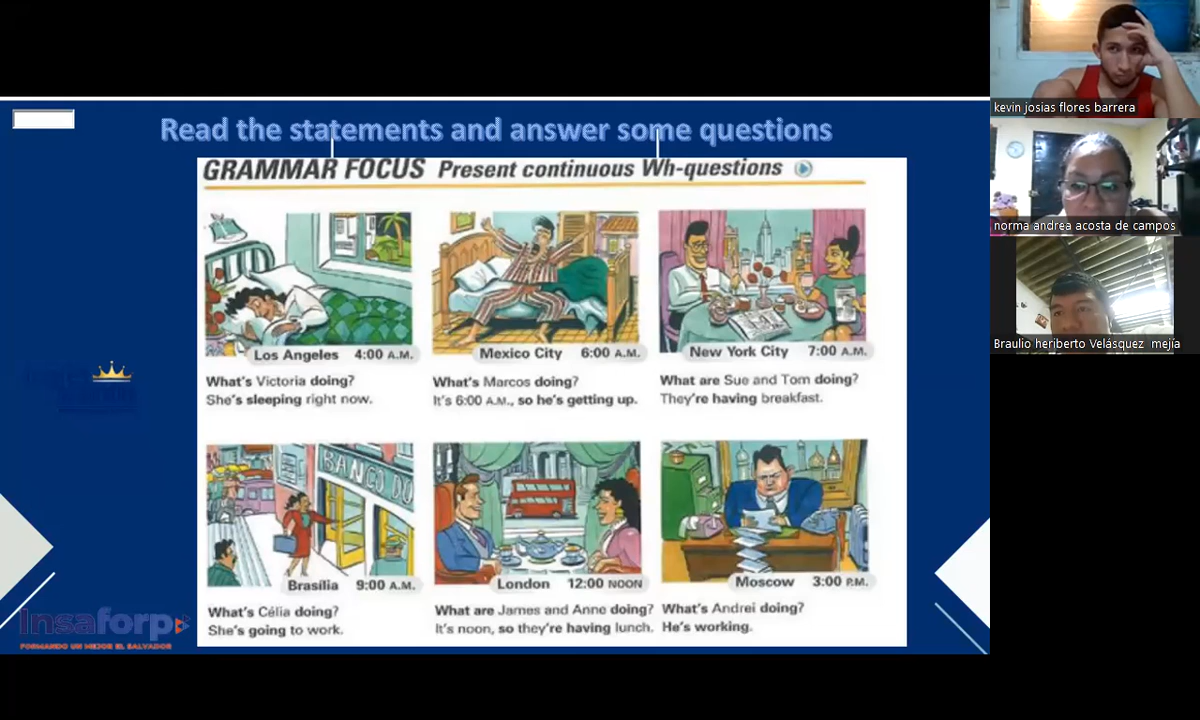 Read the statements and answer some questions
GRAMMAR FOCUS Present continuous Wh-questions
Los Angeles 4:00 A.M.
Mexico City 6:00 A.M.
New York City 7:00 A.M.
What's Victoria doing?
She's sleeping right now.
What's Marcos doing?
It's 6:00 A.M., so he's getting up.
What are Sue and Tom doing?
They're having breakfast.
BANCO DO
Brasília 9:00 A.M.
London 12:00 NOON
Moscow 3:00 P.M.
What's Célia doing?
She's going to work.
What are James and Anne doing?
It's noon, so they're having lunch.
What's Andrei doing?
He's working.
Insaforp
FORMANDO UN MEJOR EL SALVADOR
kevin josias flores barrera
norma andrea acosta de campos
Braulio heriberto Velásquez mejía